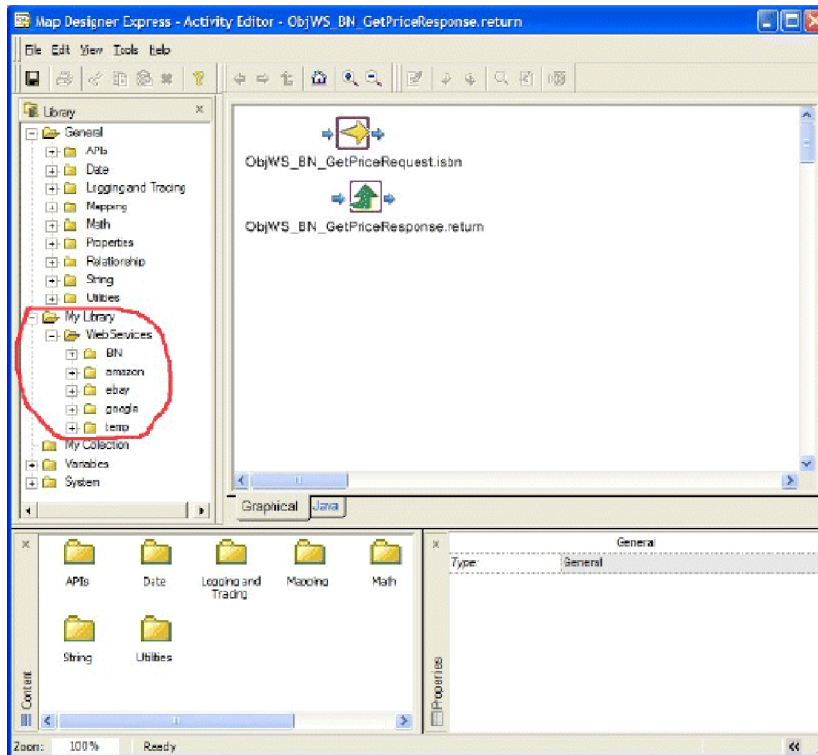 Map Designer Express - Activity Editor - ObjWS_BN_GetPriceResponse.return
File Edit View Tools Help
Library
General
APIs
Date
Logging and Tracing
Mapping
Math
Properties
Relationship
String
Utilities
My Library
WebServices
BN
amazon
ebay
google
temp
My Collection
Variables
System
ObjWS_BN_GetPriceRequest.isbn
ObjWS_BN_GetPriceResponse.return
Graphical Java
Content
APIs Date Logging and Tracing Mapping Math
String Utilities
Properties
General
Type: General
Zoom: 100% Ready